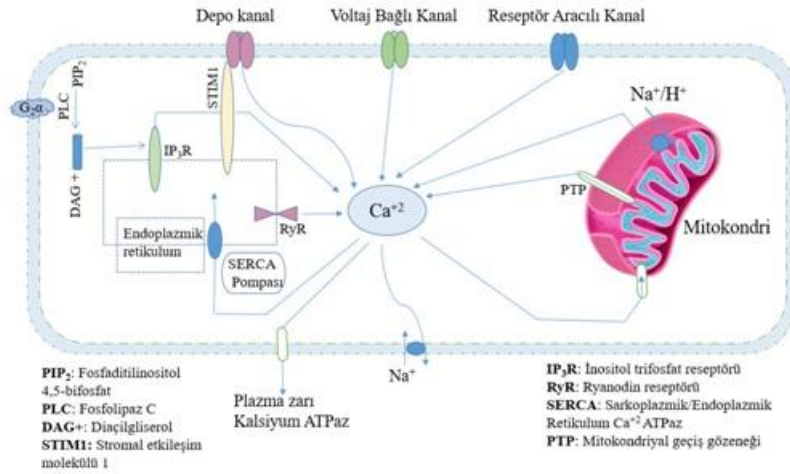 Depo kanal
Voltaj Bağlı Kanal
Reseptör Aracılı Kanal
PIP₂
PLC
G₂α
DAG +
STIM1
IP₃R
Na⁺/H⁺
PTP
Mitokondri
Ca⁺²
RyR
Endoplazmik
retikulum
SERCA
Pompası
Na⁺
Plazma zarı
Kalsiyum ATPaz
PIP₂: Fosfaditilinositol
4,5-bifosfat
PLC: Fosfolipaz C
DAG+: Diaçilgliserol
STIM1: Stromal etkileşim
molekülü 1
IP₃R: İnositol trifosfat reseptörü
RyR: Ryanodin reseptörü
SERCA: Sarkoplazmik/Endoplazmik
Retikulum Ca⁺² ATPaz
PTP: Mitokondriyal geçiş gözeneği